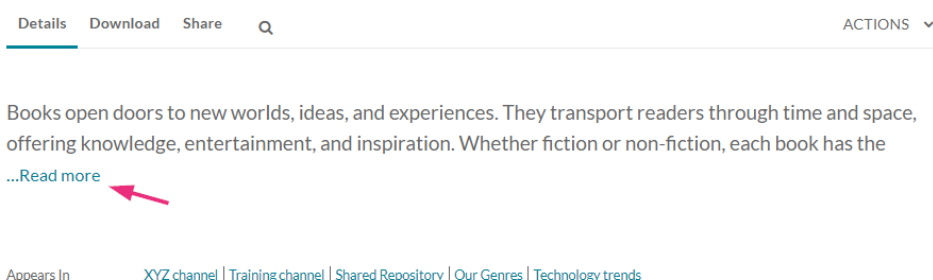 Details Download Share ACTIONS
Books open doors to new worlds, ideas, and experiences. They transport readers through time and space,
offering knowledge, entertainment, and inspiration. Whether fiction or non-fiction, each book has the
...Read more
Appears In XYZ channel | Training channel | Shared Repository | Our Genres | Technology trends